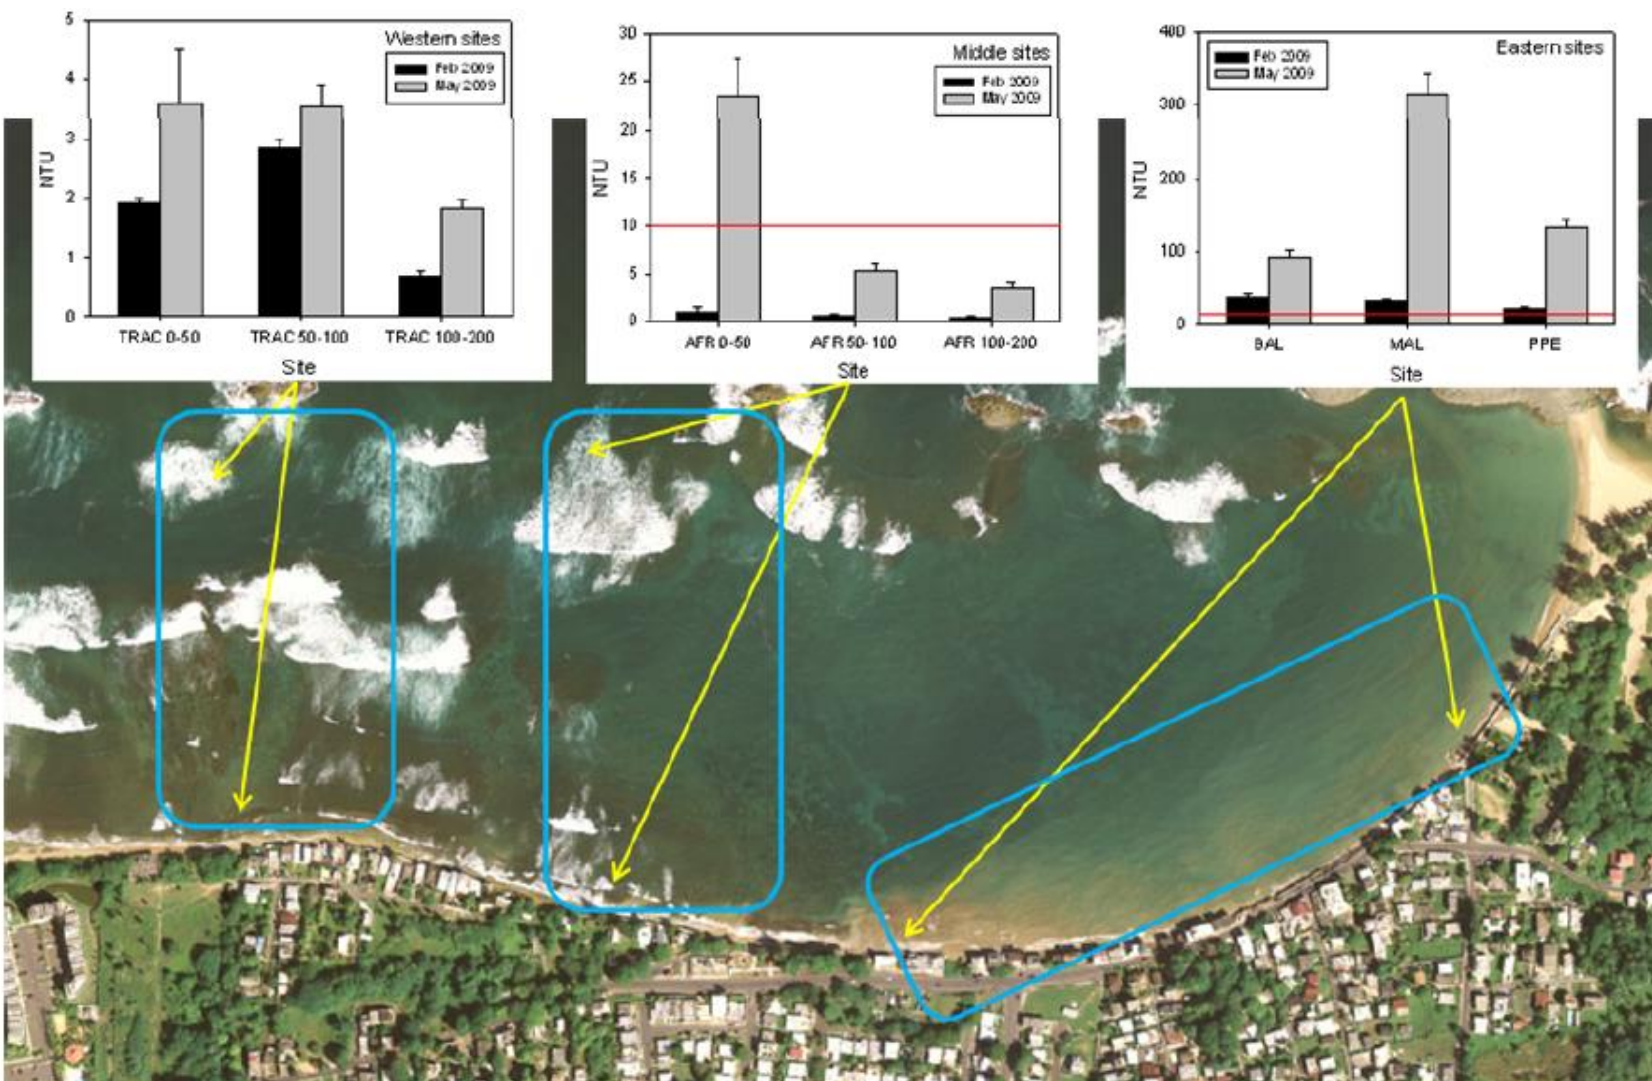 Western sites
Feb 2009
May 2009
5
4
3
2
1
0
NTU
TRAC 0-50
TRAC 50-100
TRAC 100-200
Site
Middle sites
Feb 2009
May 2009
30
25
20
15
10
5
0
NTU
AFR 0-50
AFR 50-100
AFR 100-200
Site
Eastern sites
Feb 2009
May 2009
400
300
200
100
0
NTU
BAL
MAL
PPE
Site